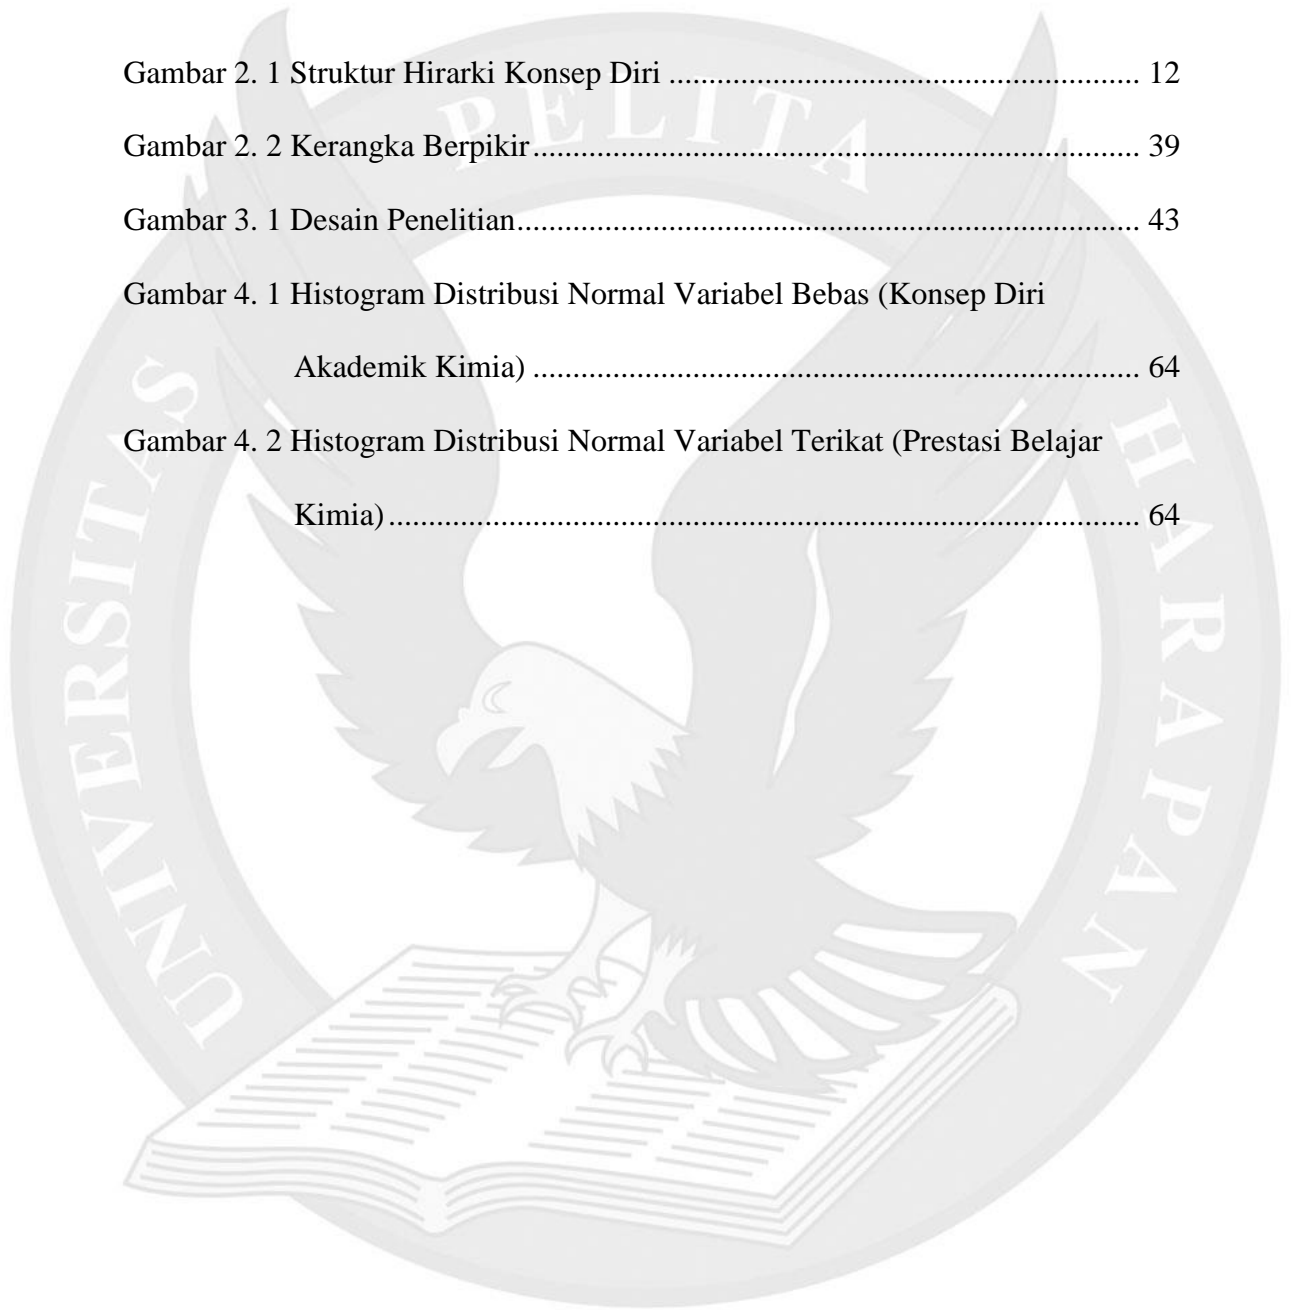 Gambar 2. 1 Struktur Hirarki Konsep Diri ............................................................ 12
Gambar 2. 2 Kerangka Berpikir ............................................................................. 39
Gambar 3. 1 Desain Penelitian............................................................................... 43
Gambar 4. 1 Histogram Distribusi Normal Variabel Bebas (Konsep Diri
Akademik Kimia) ............................................................................. 64
Gambar 4. 2 Histogram Distribusi Normal Variabel Terikat (Prestasi Belajar
Kimia) ............................................................................................... 64
UNIVERSITAS PELITA HARAPAN